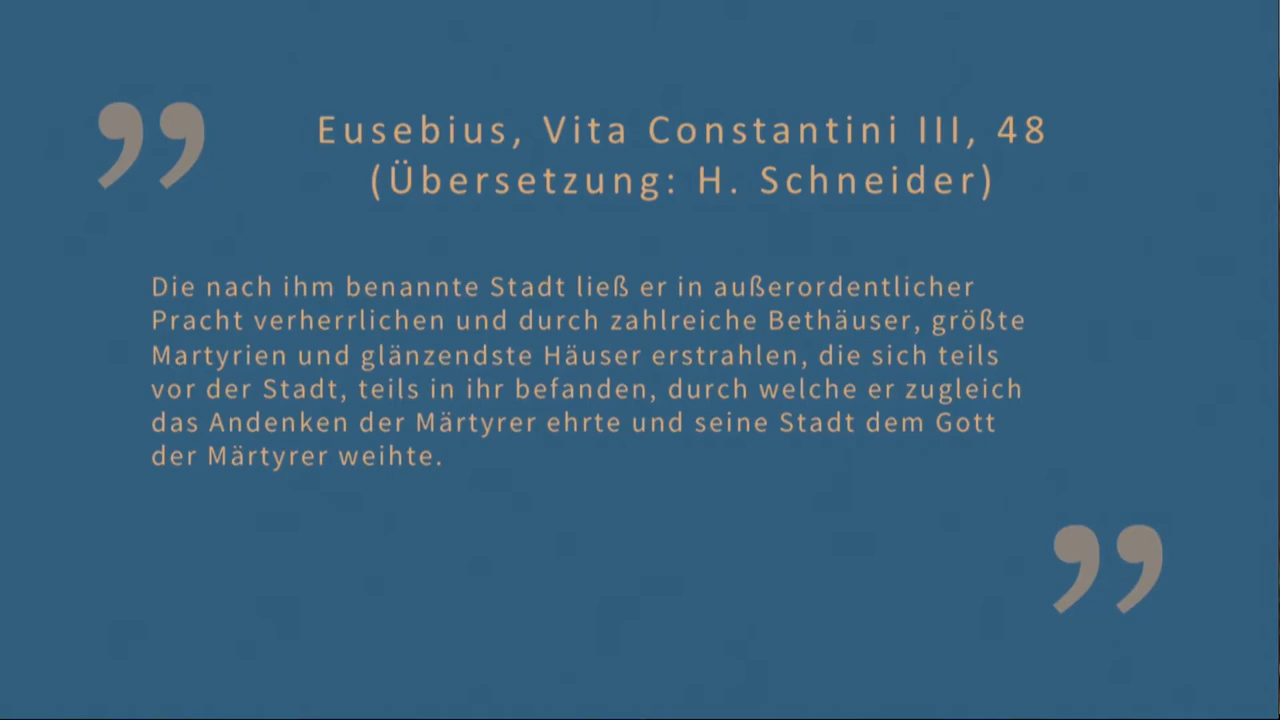 Eusebius, Vita Constantini III, 48
(Übersetzung: H. Schneider)
Die nach ihm benannte Stadt ließ er in außerordentlicher
Pracht verherrlichen und durch zahlreiche Bethäuser, größte
Martyrien und glänzendste Häuser erstrahlen, die sich teils
vor der Stadt, teils in ihr befanden, durch welche er zugleich
das Andenken der Märtyrer ehrte und seine Stadt dem Gott
der Märtyrer weihte.